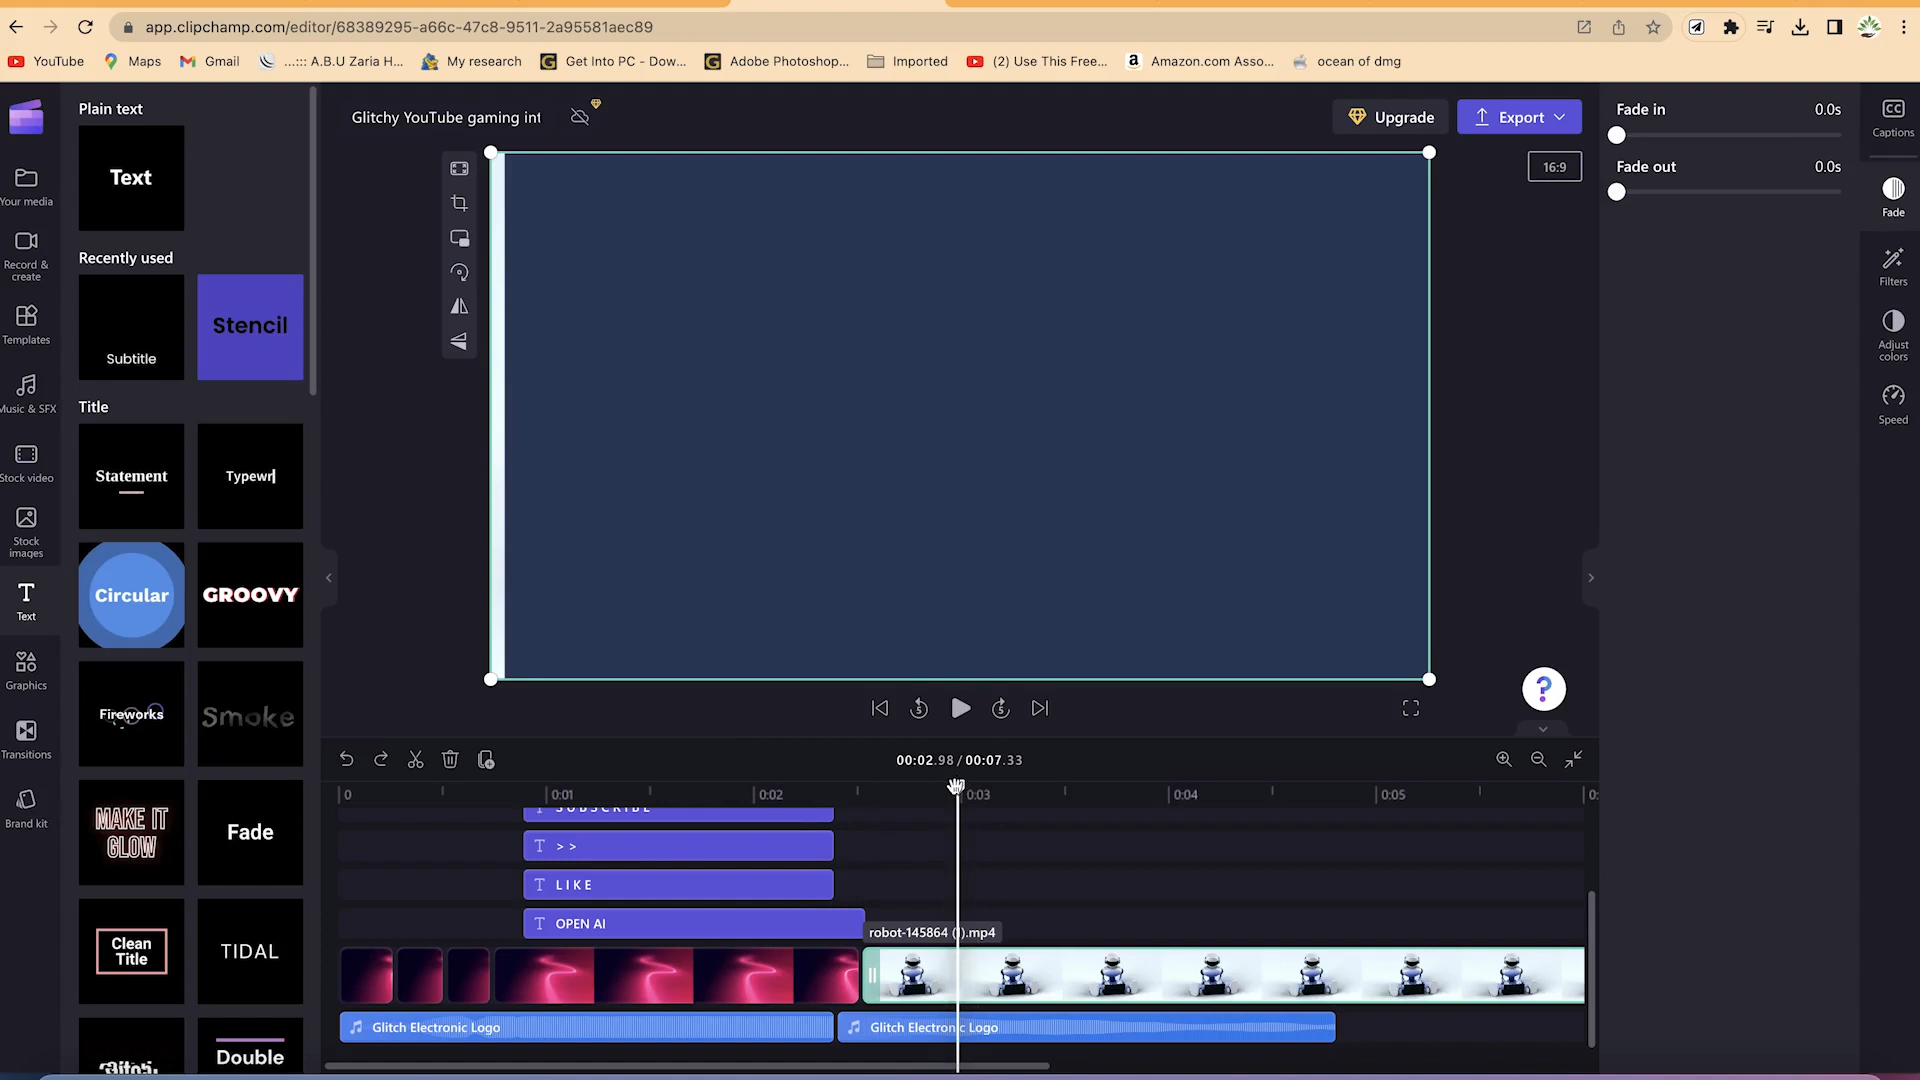 app.clipchamp.com/editor/68389295-a66c-47c8-9511-2a95581aec89
YouTube
Maps
Gmail
...::: A.B.U Zaria H...
My research
Get Into PC - Dow...
Adobe Photoshop...
Imported
(2) Use This Free...
Amazon.com Asso...
ocean of dmg
Your media
Record &
create
Templates
Music & SFX
Stock video
Stock
images
Text
Graphics
Transitions
Brand kit
Plain text
Text
Recently used
Subtitle
Stencil
Title
Statement
Typewr
Circular
GROOVY
Fireworks
Smoke
MAKE IT
GLOW
Fade
Clean
Title
TIDAL
Double
Glitchy YouTube gaming int
Upgrade
Export
16:9
Fade in 0.0s
Fade out 0.0s
CC
Captions
Fade
Filters
Adjust
colors
Speed
5
5
?
00:02.98 / 00:07.33
0
0:01
0:02
0:03
0:04
0:05
SUBSCRIBE
T > >
T LIKE
T OPEN AI
robot-145864 (1).mp4
Glitch Electronic Logo
Glitch Electronic Logo